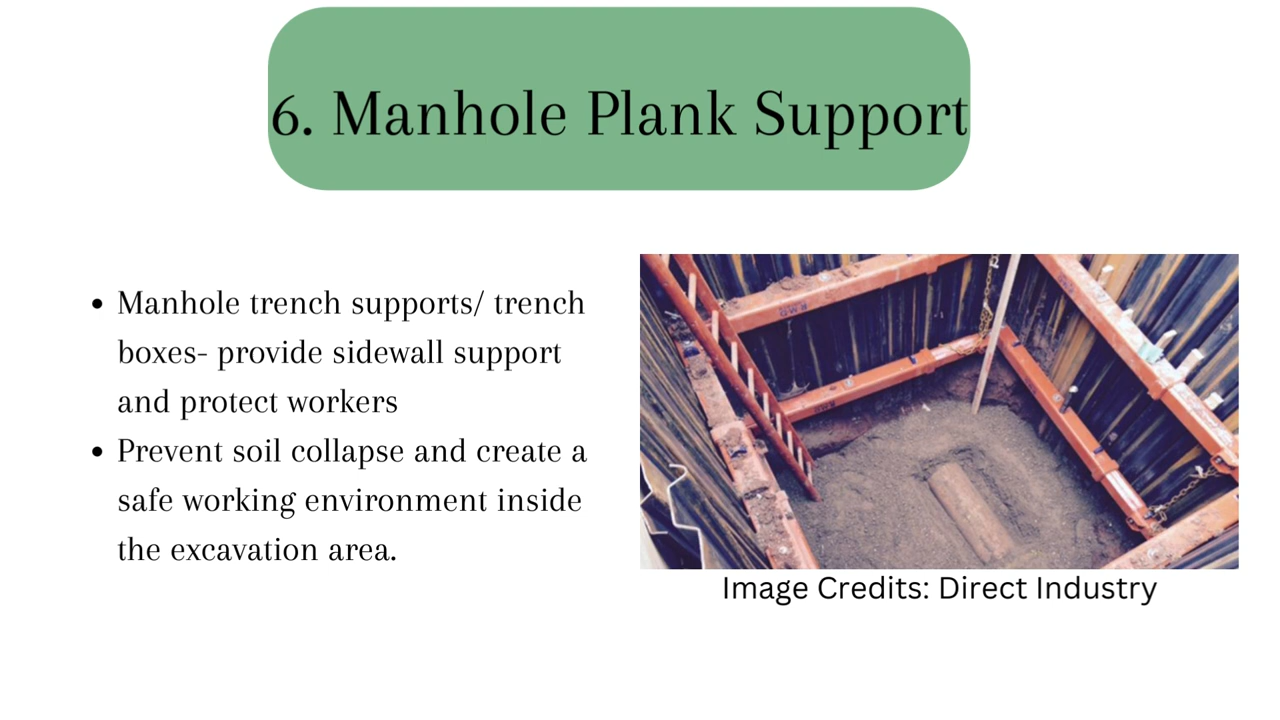 6. Manhole Plank Support
• Manhole trench supports/ trench
boxes- provide sidewall support
and protect workers
• Prevent soil collapse and create a
safe working environment inside
the excavation area.
Image Credits: Direct Industry